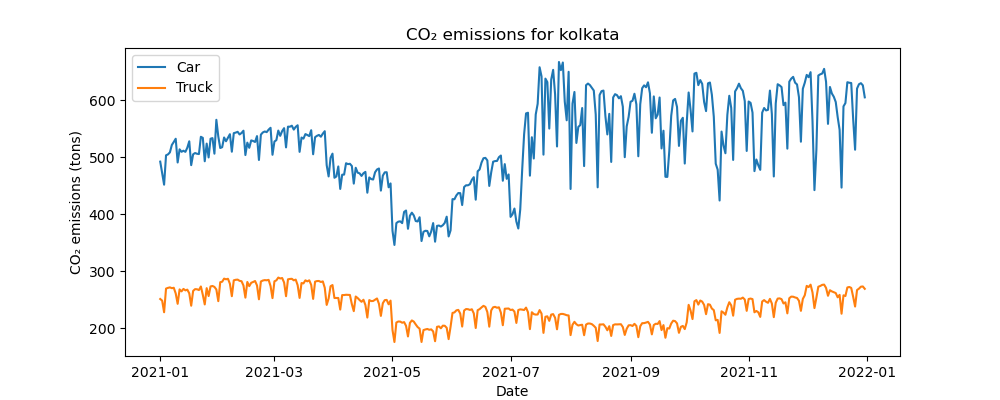 CO₂ emissions for kolkata
Car
Truck
CO₂ emissions (tons)
600
500
400
300
200
2021-01
2021-03
2021-05
2021-07
2021-09
2021-11
2022-01
Date